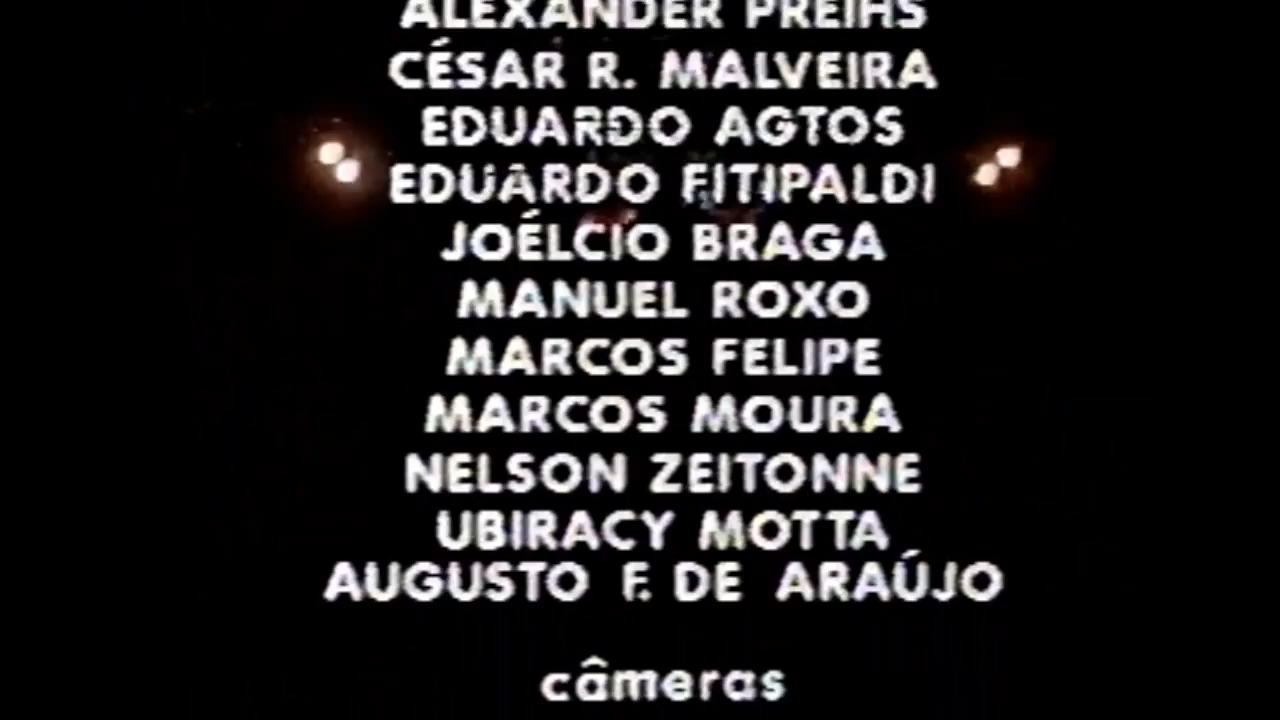 ALEXANDER PREIHS
CÉSAR R. MALVEIRA
EDUARDO AGTOS
EDUARDO FITIPALDI
JOÉLCIO BRAGA
MANUEL ROXO
MARCOS FELIPE
MARCOS MOURA
NELSON ZEITONNE
UBIRACY MOTTA
AUGUSTO F. DE ARAÚJO
câmeras